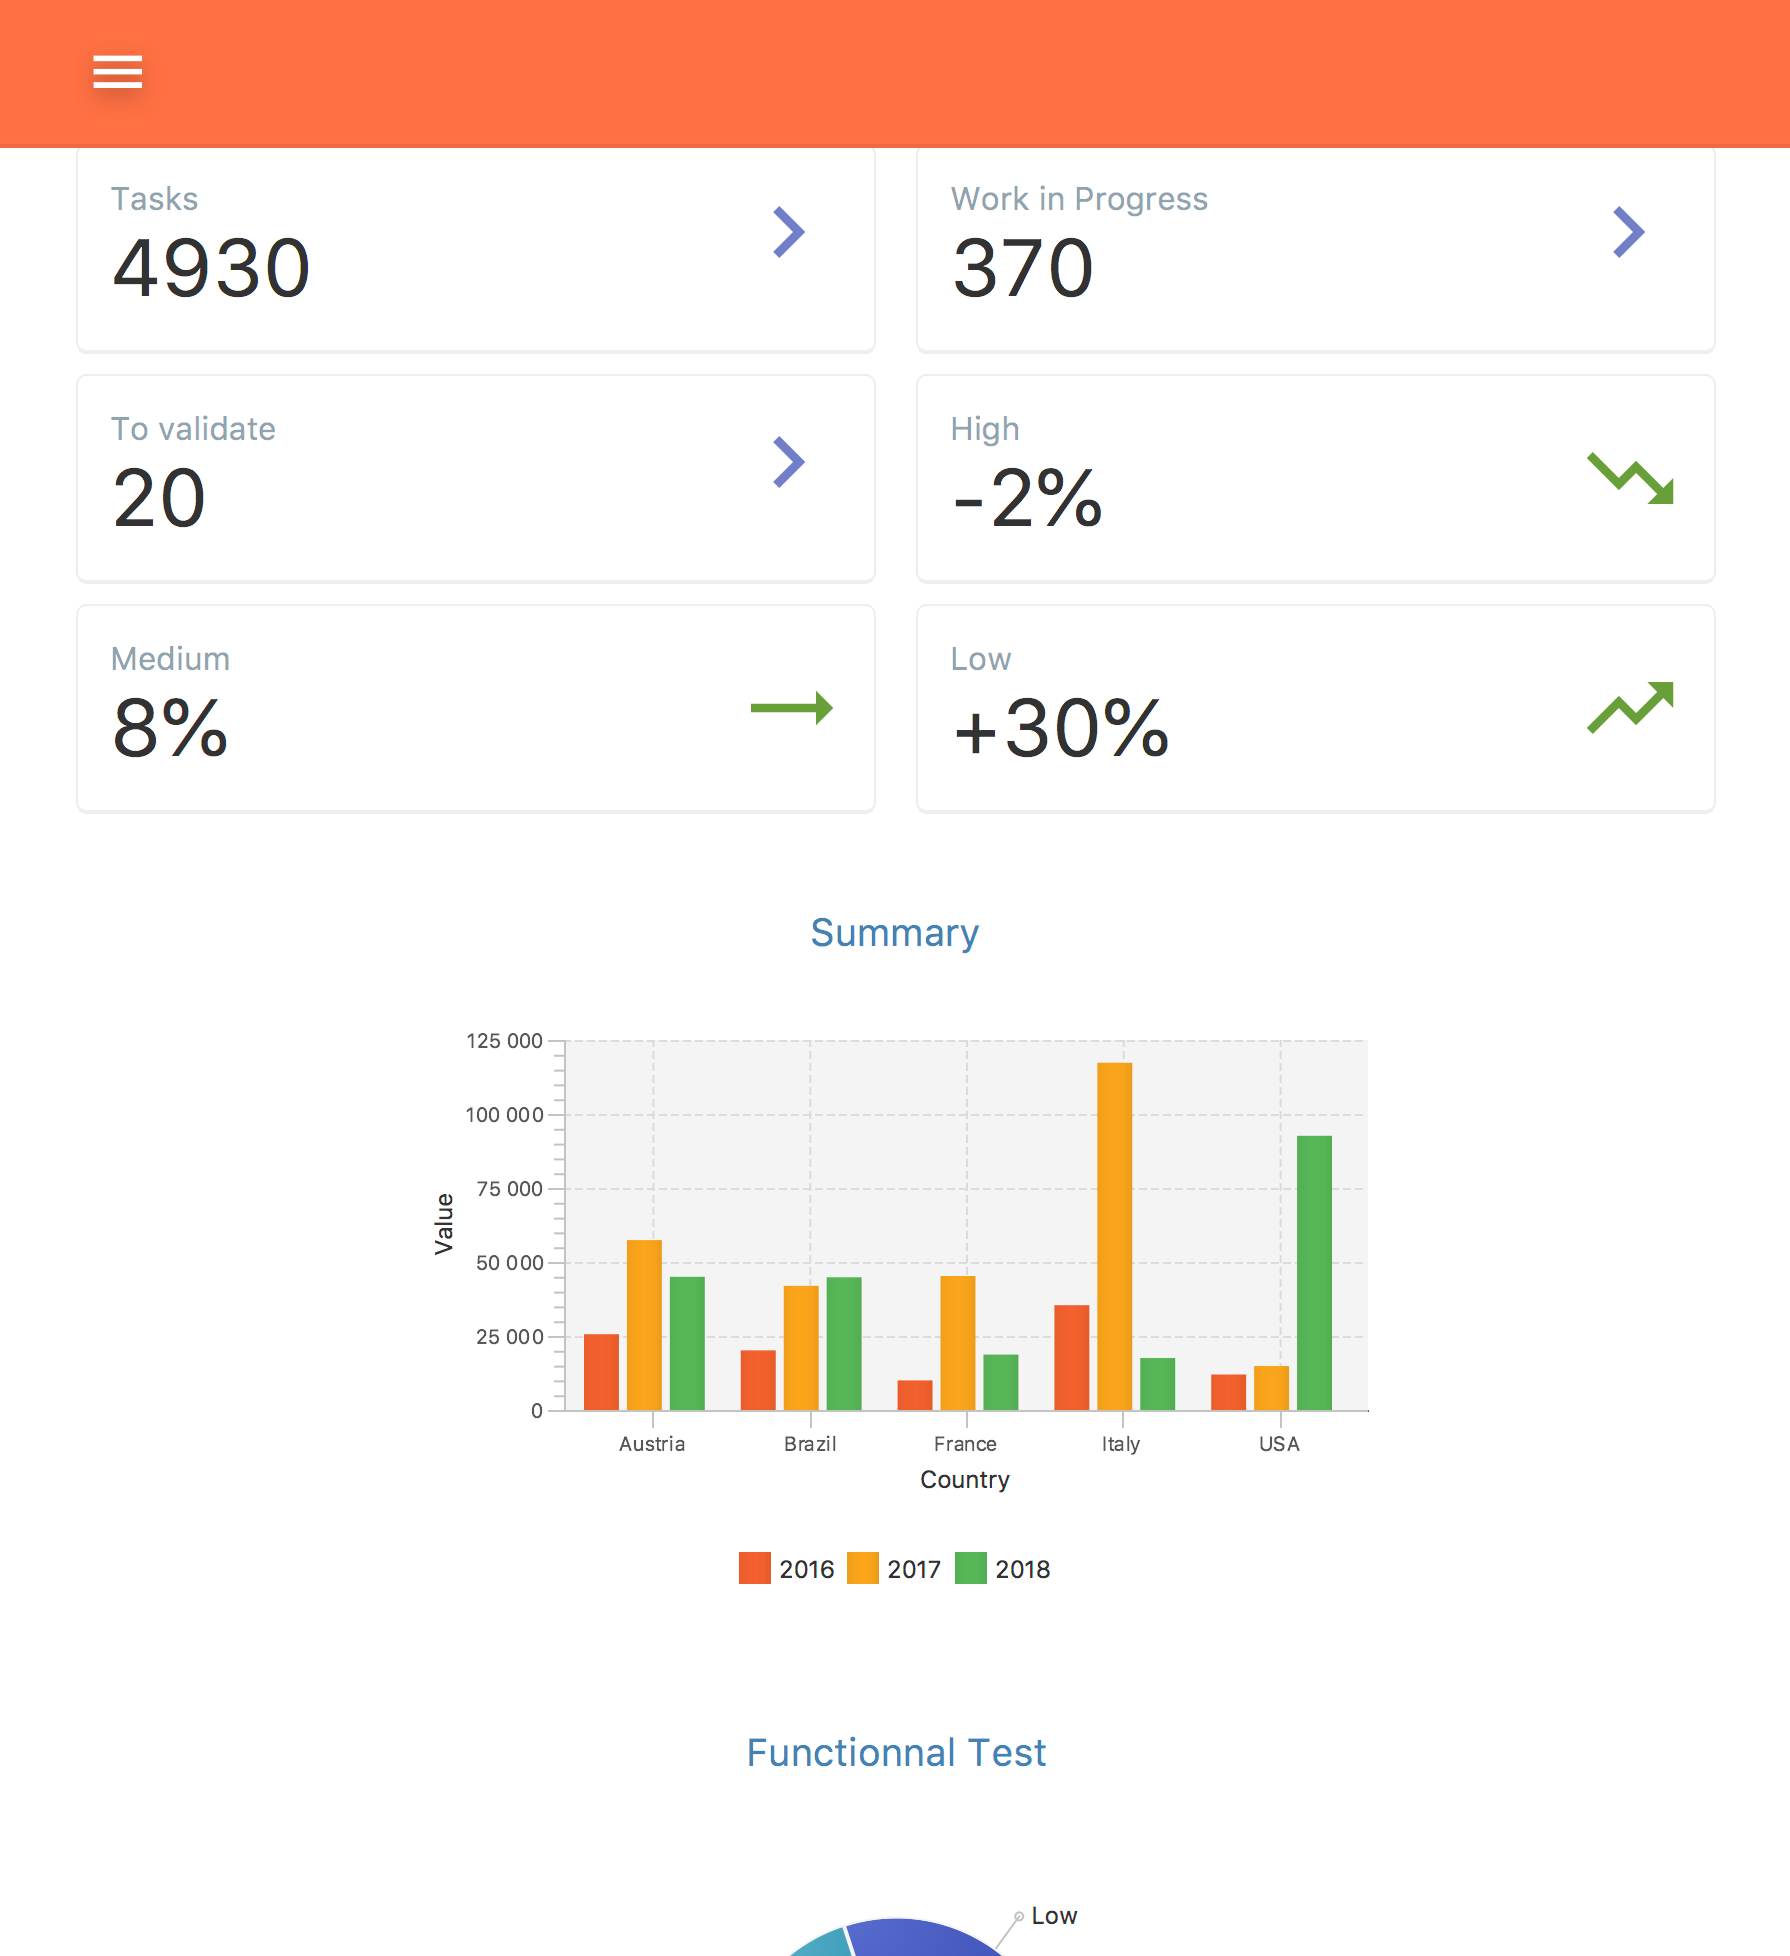 Tasks
4930
Work in Progress
370
To validate
20
High
-2%
Medium
8%
Low
+30%
Summary
125 000
100 000
75 000
50 000
25 000
0
Value
Austria Brazil France Italy USA
Country
2016 2017 2018
Functionnal Test
Low